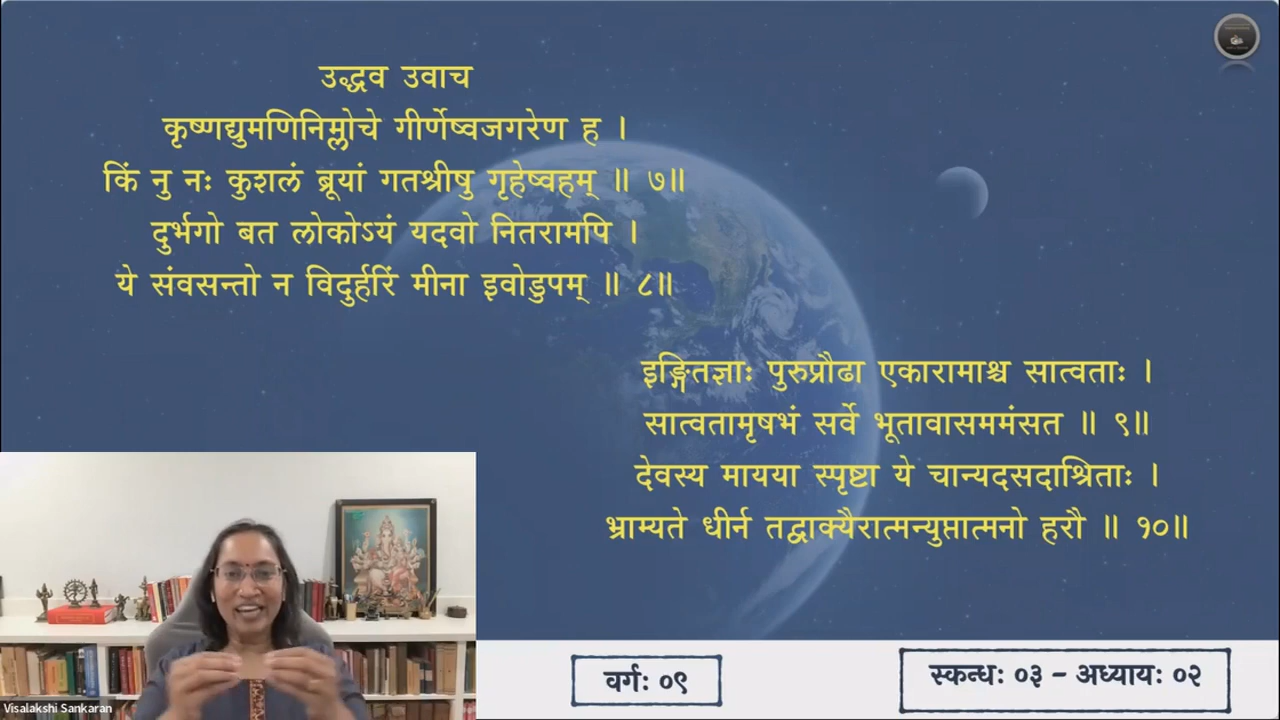 उद्धव उवाच
कृष्णद्युमणिनिम्लोचे गीर्णेष्वजगरेण ह ।
किं नु नः कुशलं ब्रूयां गतश्रीषु गृहेष्वहम् ॥ ७॥
दुर्भगो बत लोकोऽयं यदवो नितरामपि ।
ये संवसन्तो न विदुर्हरिं मीना इवोडुपम् ॥ ८॥
इङ्गितज्ञाः पुरुप्रौढा एकारामाश्च सात्वताः ।
सात्वतामृषभं सर्वे भूतावासममंसत ॥ ९॥
देवस्य मायया स्पृष्टा ये चान्यदसदाश्रिताः ।
भ्राम्यते धीर्न तद्वाक्यैरात्मन्युप्तात्मनो हरौ ॥ १०॥
Visalakshi Sankaran
वर्गः ०९
स्कन्धः ०३ - अध्यायः ०२